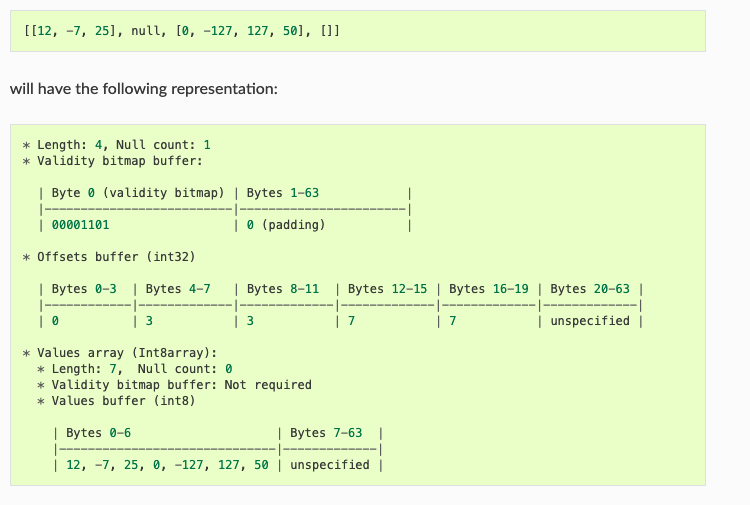 [[12, -7, 25], null, [0, -127, 127, 50], []]
will have the following representation:
* Length: 4, Null count: 1
* Validity bitmap buffer:
| Byte 0 (validity bitmap) | Bytes 1-63            |
|--------------------------|-----------------------|
| 00001101                 | 0 (padding)           |
* Offsets buffer (int32)
| Bytes 0-3  | Bytes 4-7   | Bytes 8-11  | Bytes 12-15 | Bytes 16-19 | Bytes 20-63 |
|------------|-------------|-------------|-------------|-------------|-------------|
| 0          | 3           | 3           | 7           | 7           | unspecified |
* Values array (Int8array):
* Length: 7,  Null count: 0
* Validity bitmap buffer: Not required
* Values buffer (int8)
| Bytes 0-6                    | Bytes 7-63  |
|------------------------------|-------------|
| 12, -7, 25, 0, -127, 127, 50 | unspecified |